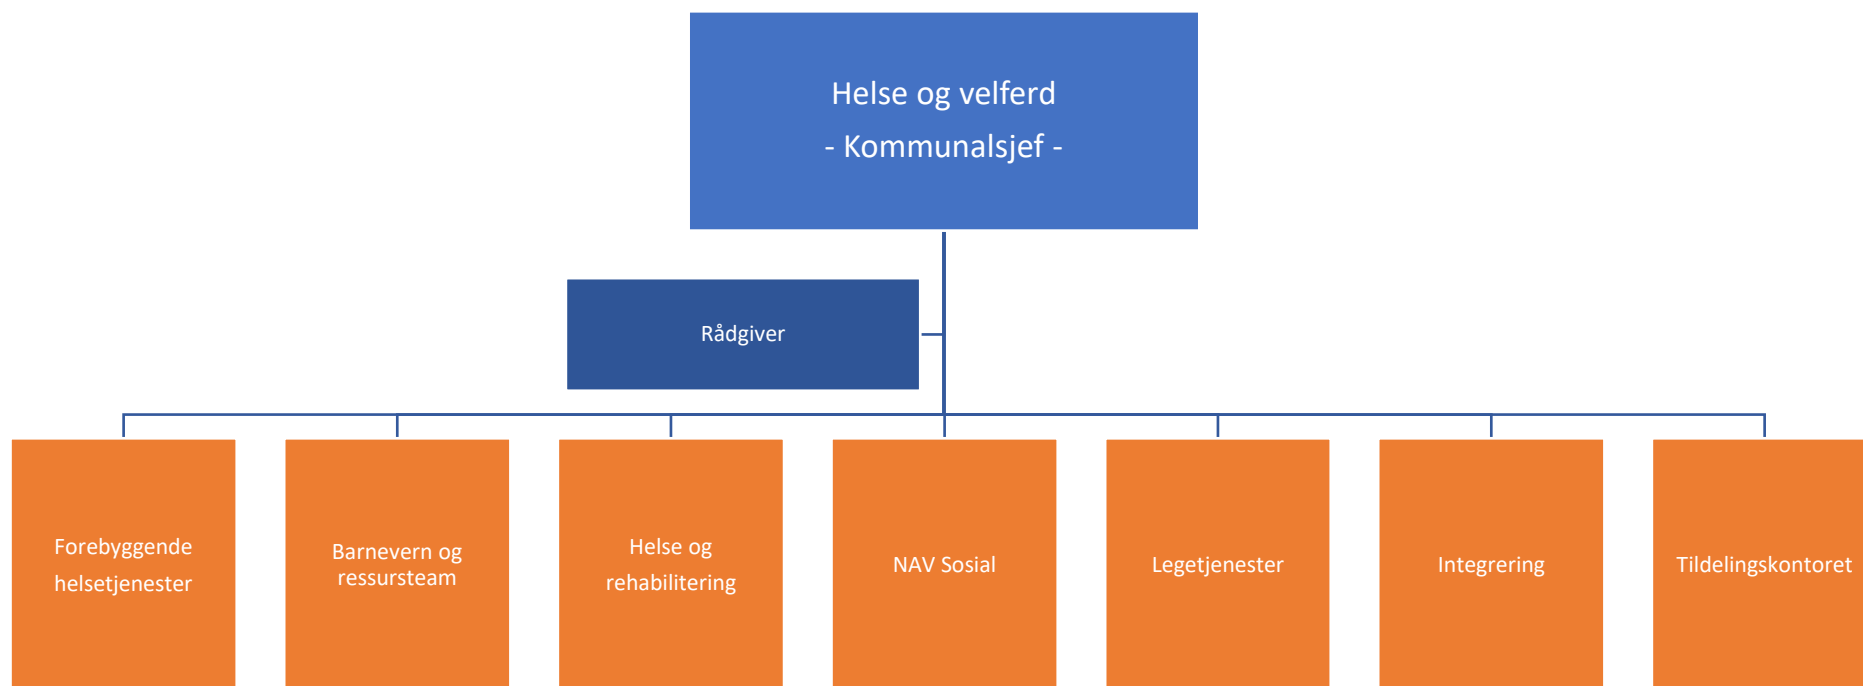 Helse og velferd
- Kommunalsjef -
Rådgiver
Forebyggende
helsetjenester
Barnevern og
ressursteam
Helse og
rehabilitering
NAV Sosial
Legetjenester
Integrering
Tildelingskontoret